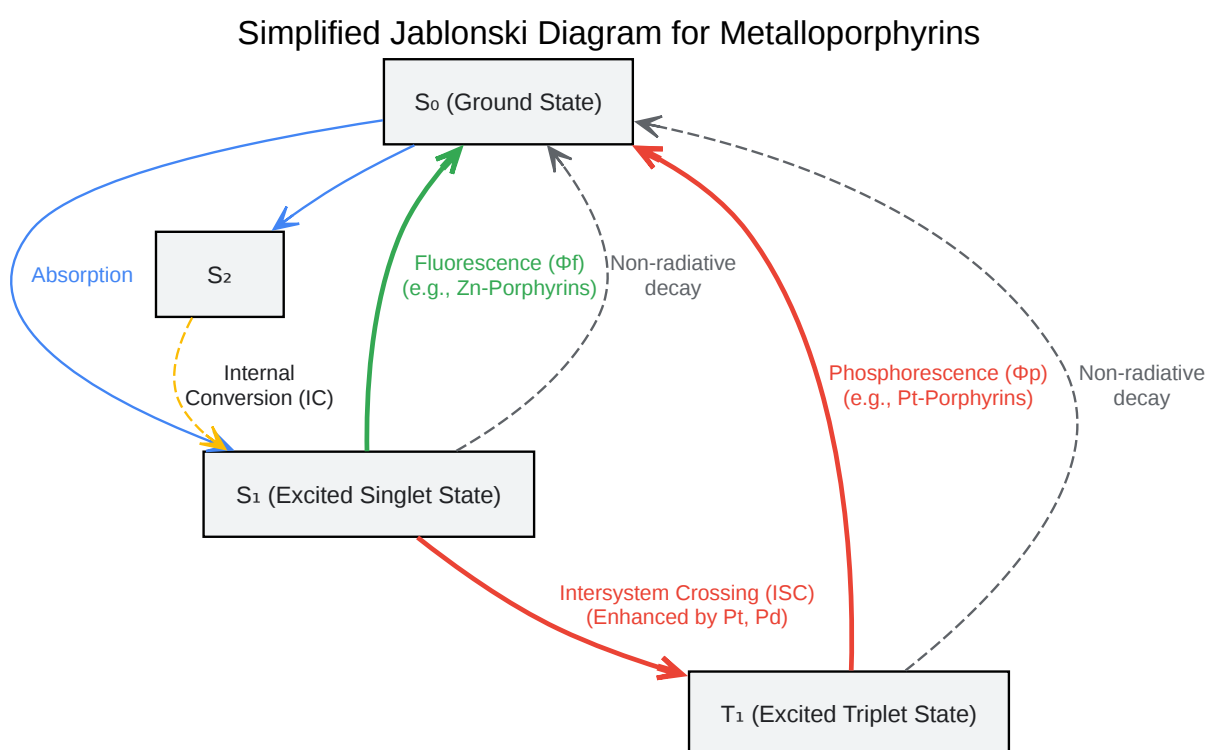 Simplified Jablonski Diagram for Metalloporphyrins
S₀ (Ground State)
Absorption
S₂
Fluorescence (Φf)
(e.g., Zn-Porphyrins)
Non-radiative
decay
Internal
Conversion (IC)
Phosphorescence (Φp)
(e.g., Pt-Porphyrins)
Non-radiative
decay
S₁ (Excited Singlet State)
Intersystem Crossing (ISC)
(Enhanced by Pt, Pd)
T₁ (Excited Triplet State)